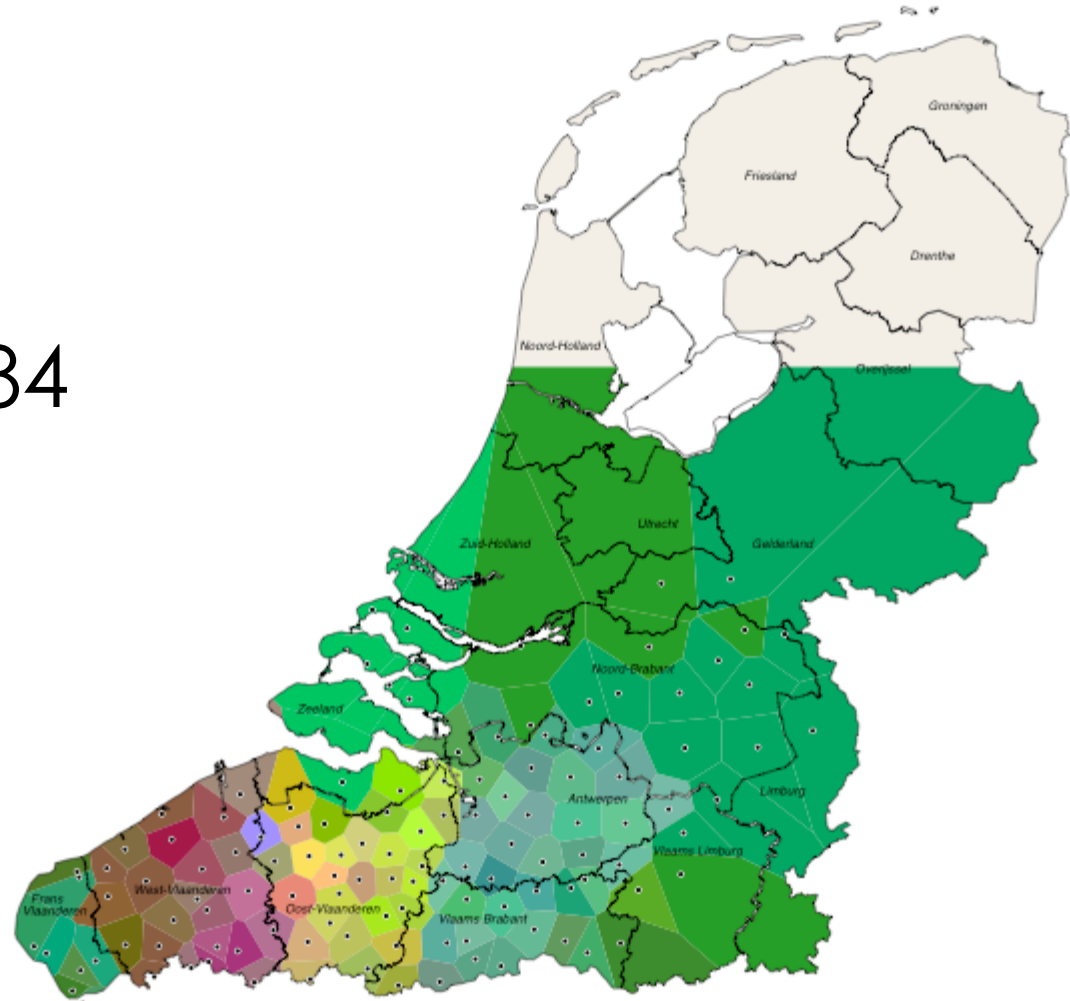 Groningen
Friesland
Drenthe
Noord-Holland
Overijssel
84
Utrecht
Zuid-Holland
Gelderland
Noord-Brabant
Zeeland
Limburg
Antwerpen
Vlaams Limburg
West-Vlaanderen
Frans
Vlaanderen
Oost-Vlaanderen
Vlaams Brabant